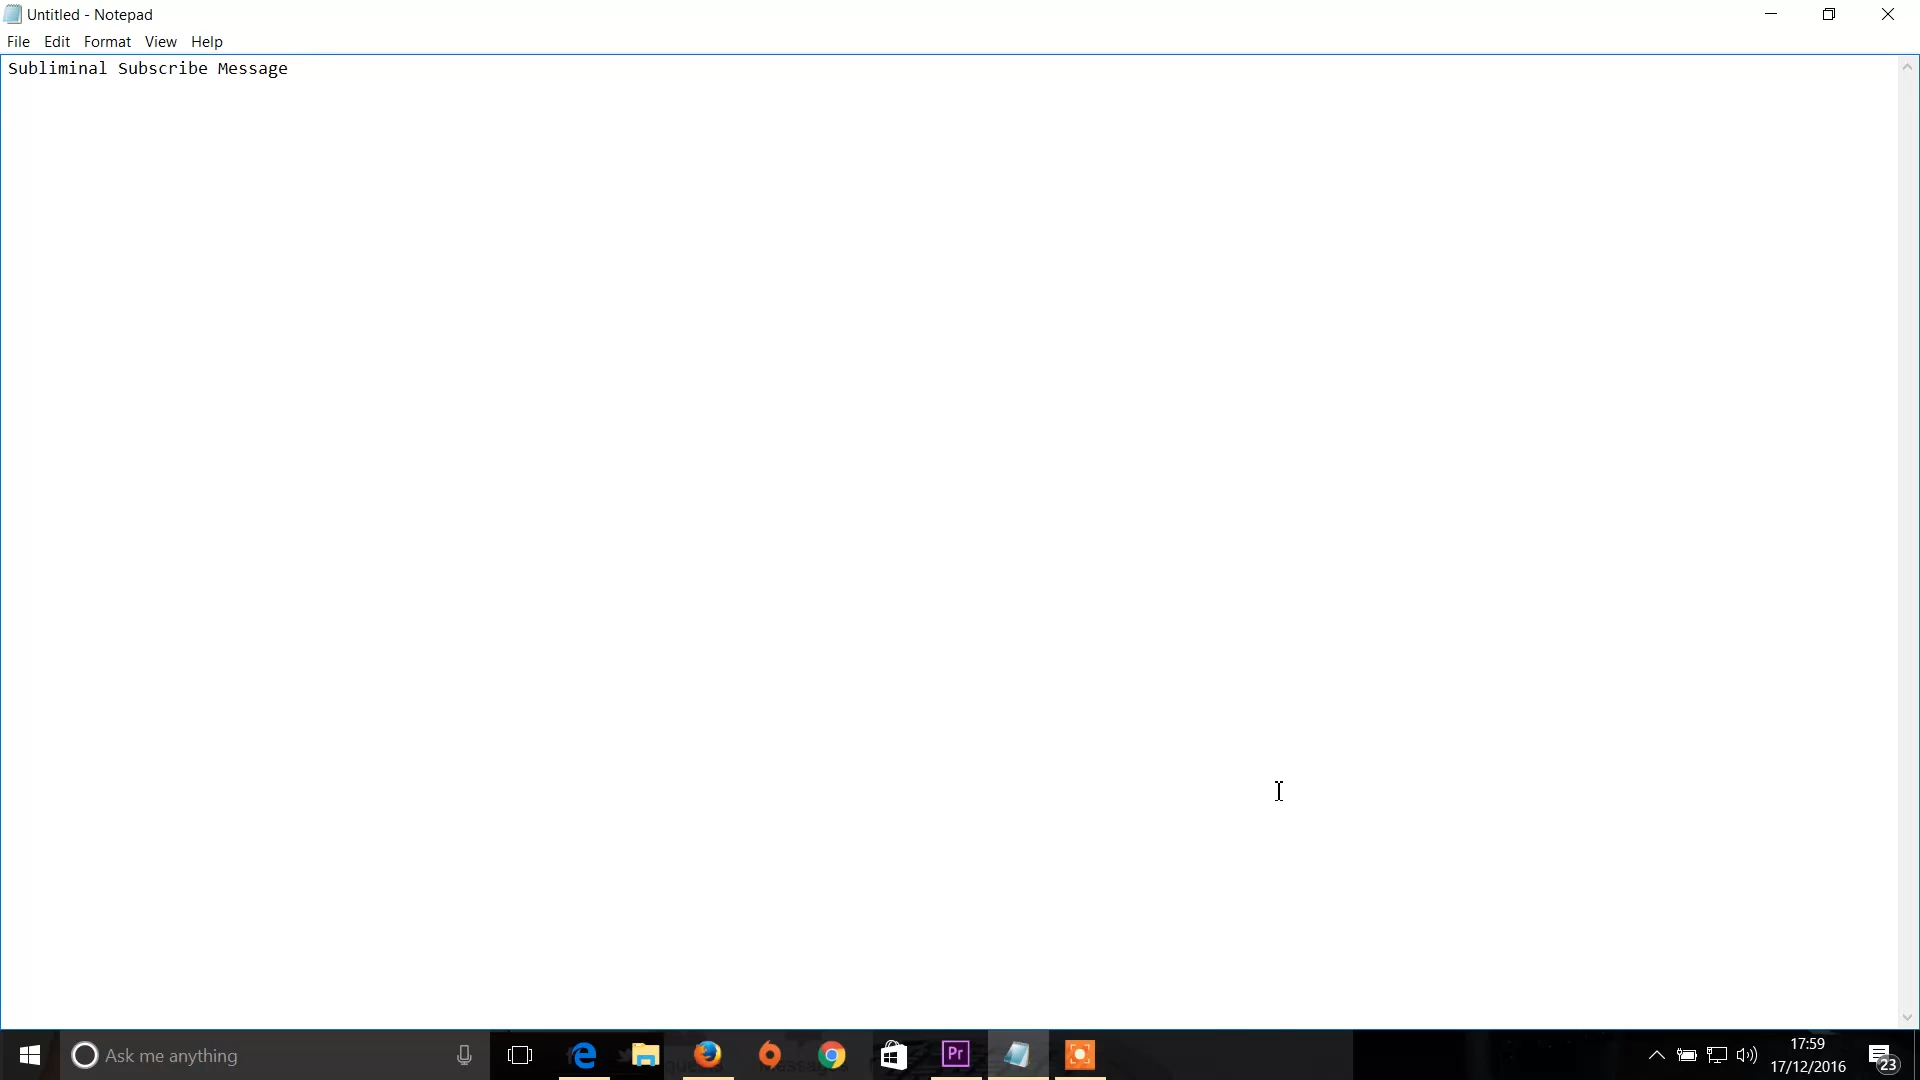 Untitled - Notepad
File Edit Format View Help
Subliminal Subscribe Message
Ask me anything
Pr
17:59
17/12/2016
23